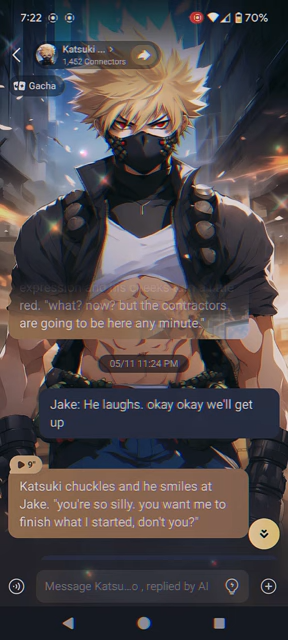 7:22 70%
Katsuki ... >
1,452 Connectors
Gacha
red. "what? now? but the contractors
are going to be here any minute."
05/11 11:24 PM
Jake: He laughs. okay okay we'll get
up
9"
Katsuki chuckles and he smiles at
Jake. "you're so silly. you want me to
finish what I started, don't you?"
Message Katsu...o , replied by AI